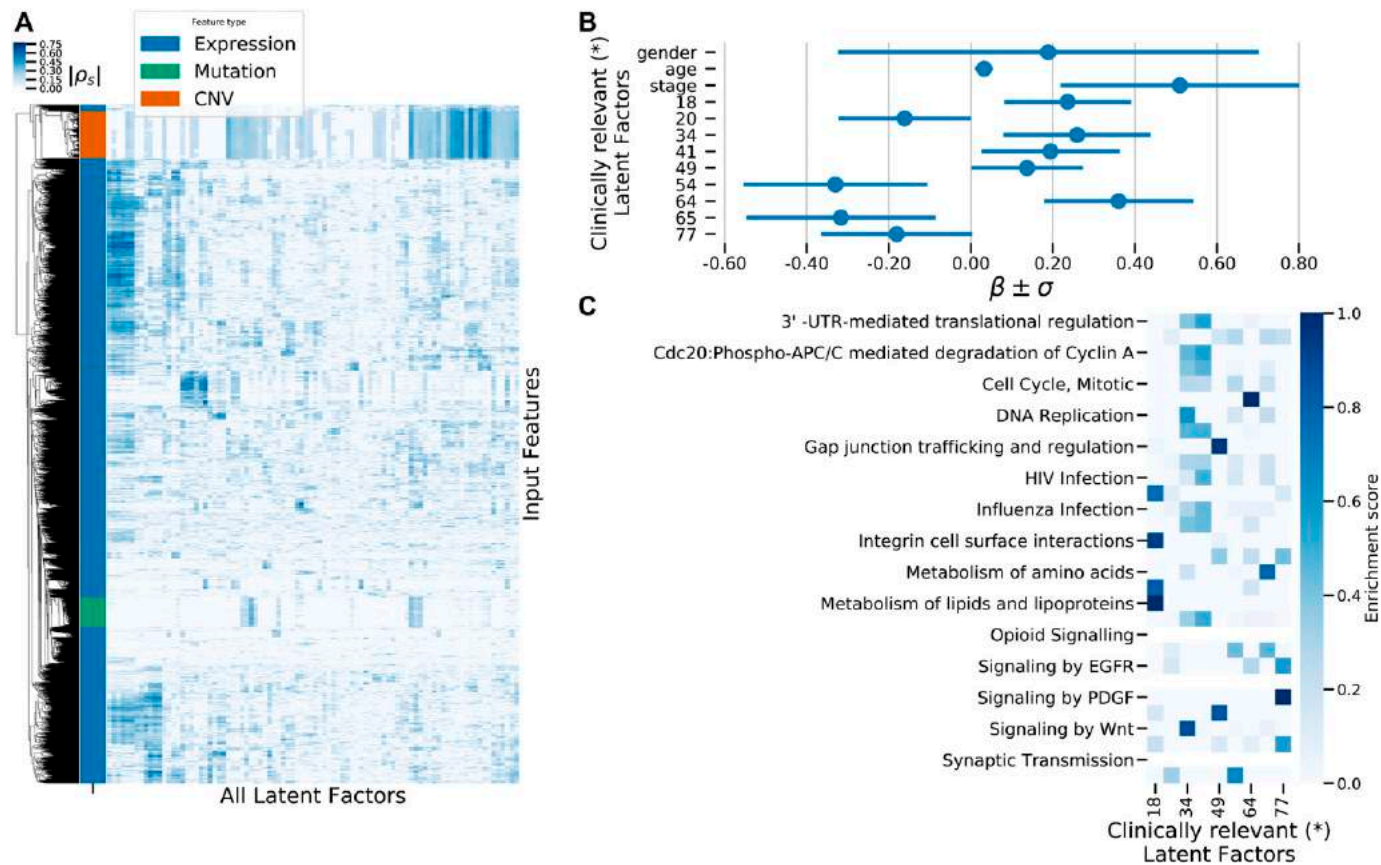 A
Feature type
Expression
Mutation
CNV
0.75
0.60
0.45
0.30
0.15
0.00
|ρs|
Input Features
All Latent Factors
B
Clinically relevant (*)
Latent Factors
gender
age
stage
18
20
34
41
49
54
64
65
77
-0.60 -0.40 -0.20 0.00 0.20 0.40 0.60 0.80
β ± σ
C
3' -UTR-mediated translational regulation
Cdc20:Phospho-APC/C mediated degradation of Cyclin A
Cell Cycle, Mitotic
DNA Replication
Gap junction trafficking and regulation
HIV Infection
Influenza Infection
Integrin cell surface interactions
Metabolism of amino acids
Metabolism of lipids and lipoproteins
Opioid Signalling
Signaling by EGFR
Signaling by PDGF
Signaling by Wnt
Synaptic Transmission
18 34 49 64 77
Clinically relevant (*)
Latent Factors
1.0
0.8
0.6
0.4
0.2
0.0
Enrichment score